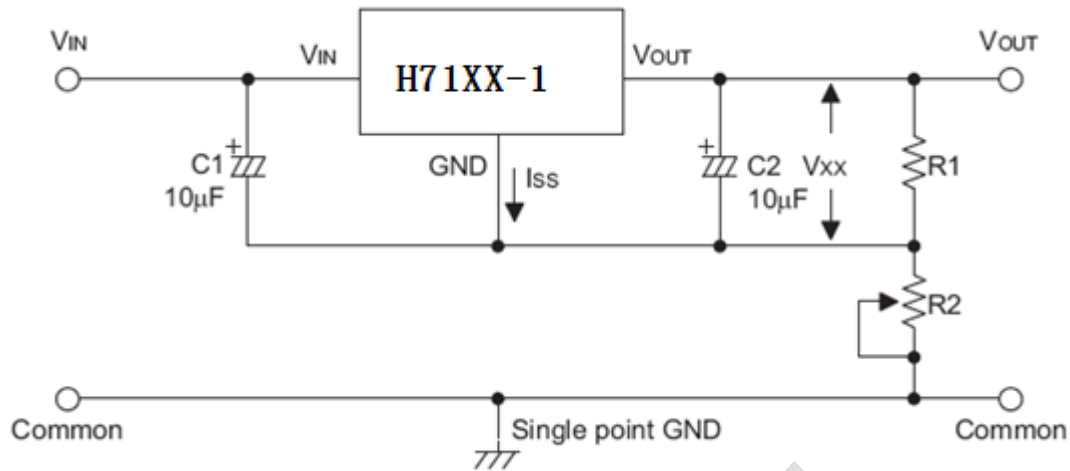 VIN
VIN
H71XX-1
VOUT
VOUT
C1
10μF
GND
ISS
C2
10μF
VXX
R1
R2
Common
Single point GND
Common